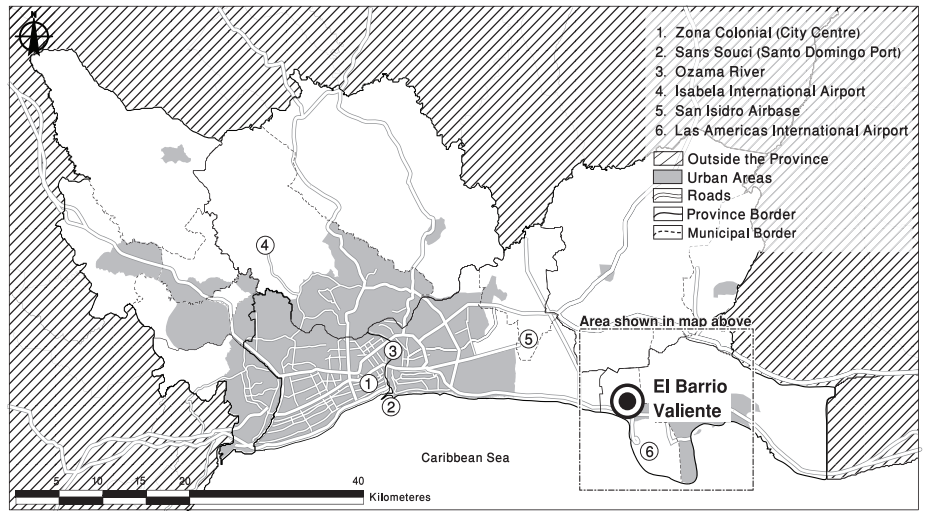 N
1. Zona Colonial (City Centre)
2. Sans Souci (Santo Domingo Port)
3. Ozama River
4. Isabela International Airport
5. San Isidro Airbase
6. Las Americas International Airport
Outside the Province
Urban Areas
Roads
Province Border
Municipal Border
4
Area shown in map above
5
3
1
2
El Barrio
Valiente
6
Caribbean Sea
5 10 15 20 40
Kilometeres